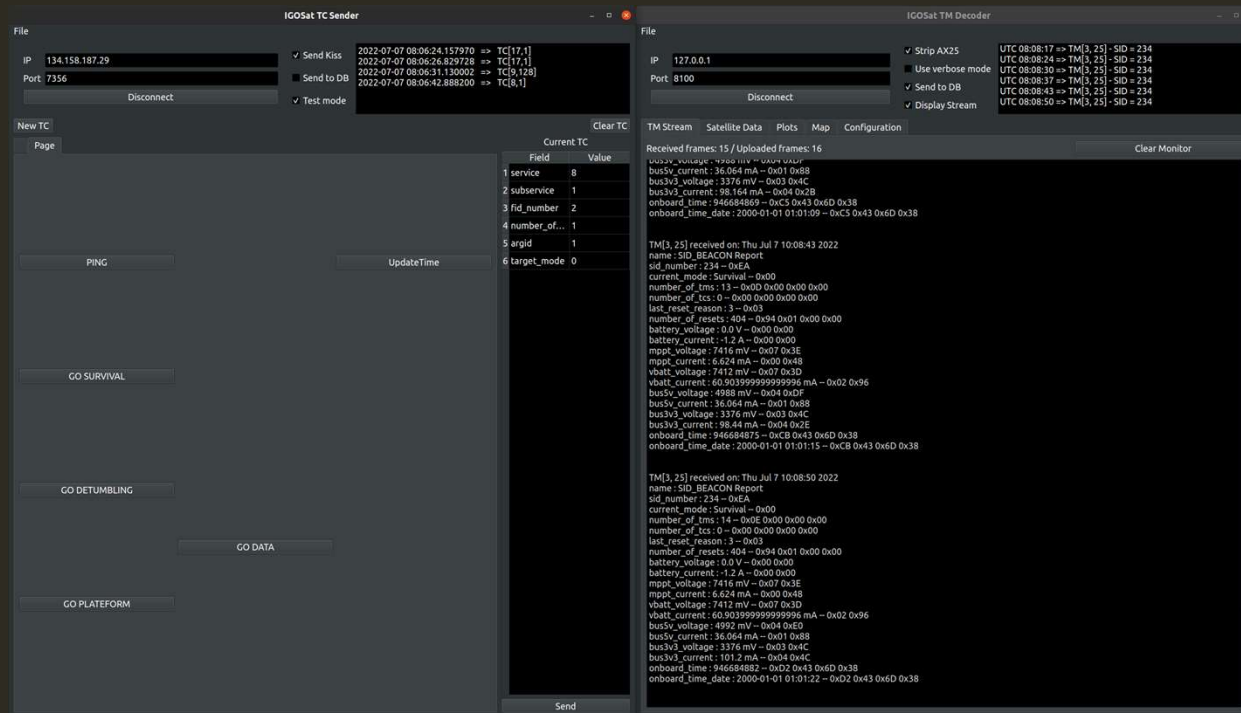 IGOSat TC Sender
File
IP 134.158.187.29
Port 7356
Disconnect
Send Kiss
Send to DB
Test mode
2022-07-07 08:06:24.157970 => TC[17,1]
2022-07-07 08:06:26.829728 => TC[17,1]
2022-07-07 08:06:31.130002 => TC[9,128]
2022-07-07 08:06:42.888200 => TC[8,1]
New TC
Clear TC
Page
PING
UpdateTime
GO SURVIVAL
GO DETUMBLING
GO DATA
GO PLATEFORM
Current TC
Field Value
1 service 8
2 subservice 1
3 fid_number 2
4 number_of... 1
5 argid 1
6 target_mode 0
Send
IGOSat TM Decoder
File
IP 127.0.0.1
Port 8100
Disconnect
Strip AX25
Use verbose mode
Send to DB
Display Stream
UTC 08:08:17 => TM[3, 25] - SID = 234
UTC 08:08:24 => TM[3, 25] - SID = 234
UTC 08:08:30 => TM[3, 25] - SID = 234
UTC 08:08:37 => TM[3, 25] - SID = 234
UTC 08:08:43 => TM[3, 25] - SID = 234
UTC 08:08:50 => TM[3, 25] - SID = 234
TM Stream Satellite Data Plots Map Configuration
Received frames: 15 / Uploaded frames: 16
Clear Monitor
bus5v_voltage : 4988 mV -- 0x04 0xDF
bus5v_current : 36.064 mA -- 0x01 0x88
bus3v3_voltage : 3376 mV -- 0x03 0x4C
bus3v3_current : 98.164 mA -- 0x04 0x2B
onboard_time : 946684869 -- 0xC5 0x43 0x6D 0x38
onboard_time_date : 2000-01-01 01:01:09 -- 0xC5 0x43 0x6D 0x38
TM[3, 25] received on: Thu Jul 7 10:08:43 2022
name : SID_BEACON Report
sid_number : 234 -- 0xEA
current_mode : Survival -- 0x00
number_of_tms : 13 -- 0x0D 0x00 0x00 0x00
number_of_tcs : 0 -- 0x00 0x00 0x00 0x00
last_reset_reason : 3 -- 0x03
number_of_resets : 404 -- 0x94 0x01 0x00 0x00
battery_voltage : 0.0 V -- 0x00 0x00
battery_current : -1.2 A -- 0x00 0x00
mppt_voltage : 7416 mV -- 0x07 0x3E
mppt_current : 6.624 mA -- 0x00 0x48
vbatt_voltage : 7412 mV -- 0x07 0x3D
vbatt_current : 60.903999999999996 mA -- 0x02 0x96
bus5v_voltage : 4988 mV -- 0x04 0xDF
bus5v_current : 36.064 mA -- 0x01 0x88
bus3v3_voltage : 3376 mV -- 0x03 0x4C
bus3v3_current : 98.44 mA -- 0x04 0x2E
onboard_time : 946684875 -- 0xCB 0x43 0x6D 0x38
onboard_time_date : 2000-01-01 01:01:15 -- 0xCB 0x43 0x6D 0x38
TM[3, 25] received on: Thu Jul 7 10:08:50 2022
name : SID_BEACON Report
sid_number : 234 -- 0xEA
current_mode : Survival -- 0x00
number_of_tms : 14 -- 0x0E 0x00 0x00 0x00
number_of_tcs : 0 -- 0x00 0x00 0x00 0x00
last_reset_reason : 3 -- 0x03
number_of_resets : 404 -- 0x94 0x01 0x00 0x00
battery_voltage : 0.0 V -- 0x00 0x00
battery_current : -1.2 A -- 0x00 0x00
mppt_voltage : 7416 mV -- 0x07 0x3E
mppt_current : 6.624 mA -- 0x00 0x48
vbatt_voltage : 7412 mV -- 0x07 0x3D
vbatt_current : 60.903999999999996 mA -- 0x02 0x96
bus5v_voltage : 4992 mV -- 0x04 0xE0
bus5v_current : 36.064 mA -- 0x01 0x88
bus3v3_voltage : 3376 mV -- 0x03 0x4C
bus3v3_current : 101.2 mA -- 0x04 0x4C
onboard_time : 946684882 -- 0xD2 0x43 0x6D 0x38
onboard_time_date : 2000-01-01 01:01:22 -- 0xD2 0x43 0x6D 0x38